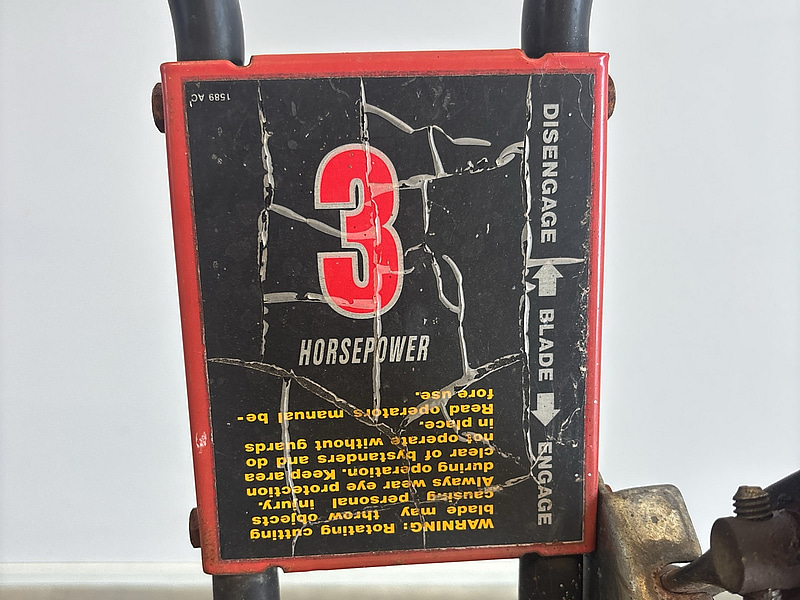 1589 AC
3
HORSEPOWER
DISENGAGE
BLADE
ENGAGE
WARNING: Rotating cutting
blade may throw objects
causing personal injury.
Always wear eye protection
during operation. Keep area
clear of bystanders and do
not operate without guards
in place.
Read operators manual be-
fore use.